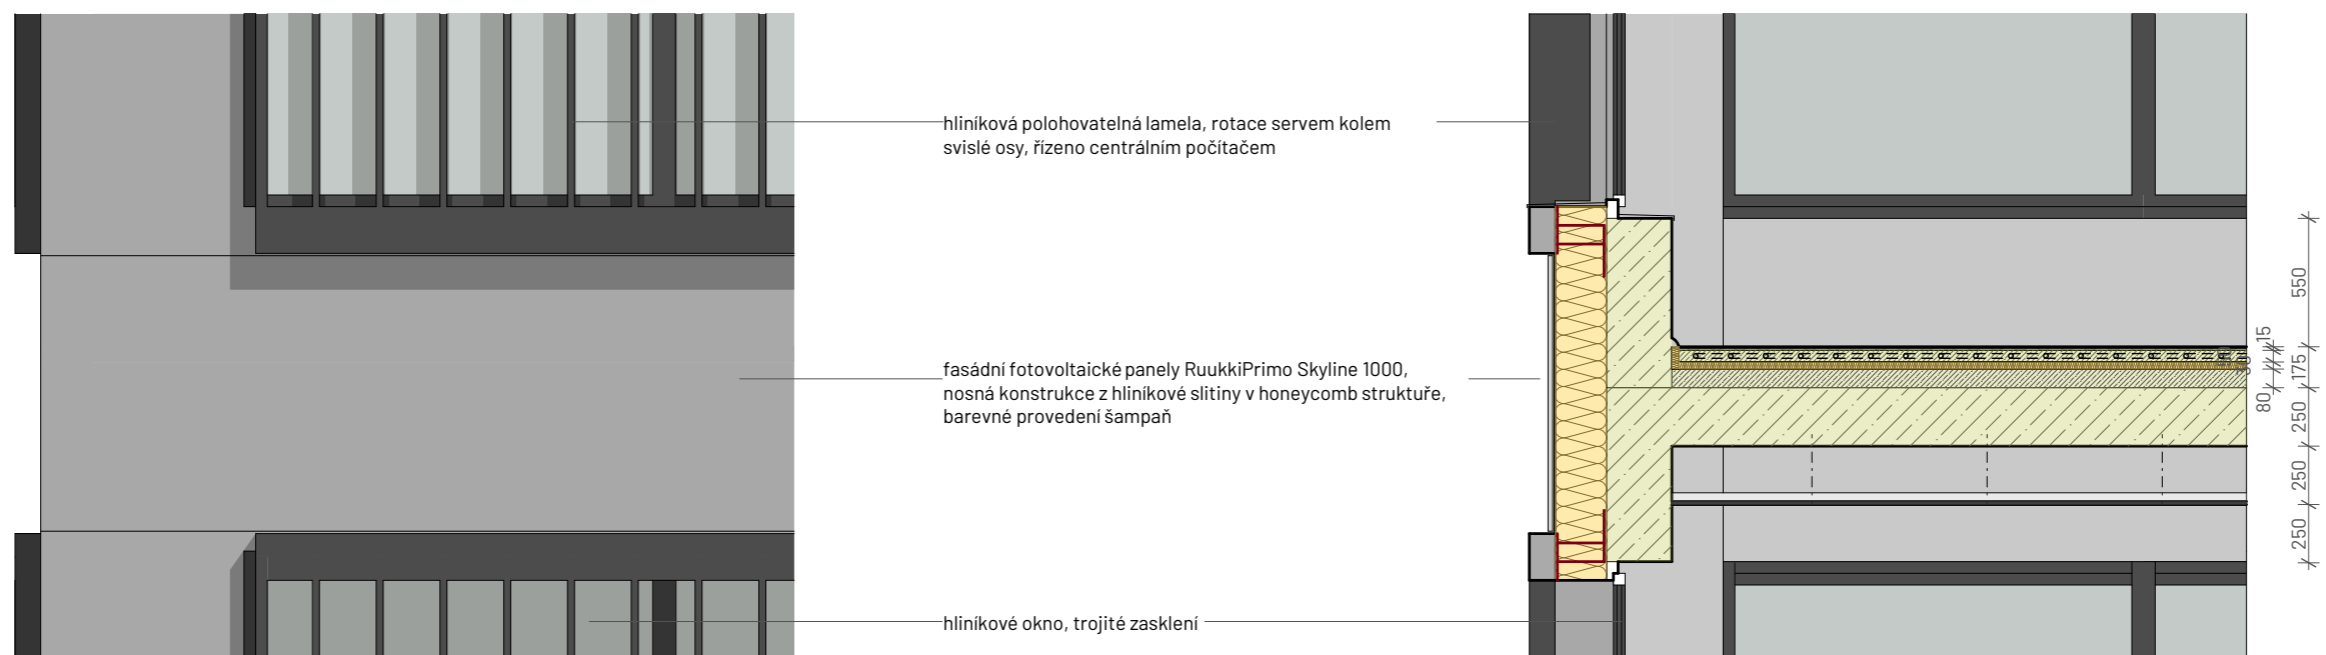 hliníková polohovatelná lamela, rotace servem kolem
svislé osy, řízeno centrálním počítačem
fasádní fotovoltaické panely RuukkiPrimo Skyline 1000,
nosná konstrukce z hliníkové slitiny v honeycomb struktuře,
barevné provedení šampaň
hliníkové okno, trojité zasklení
550
15
175
80
250
250
250